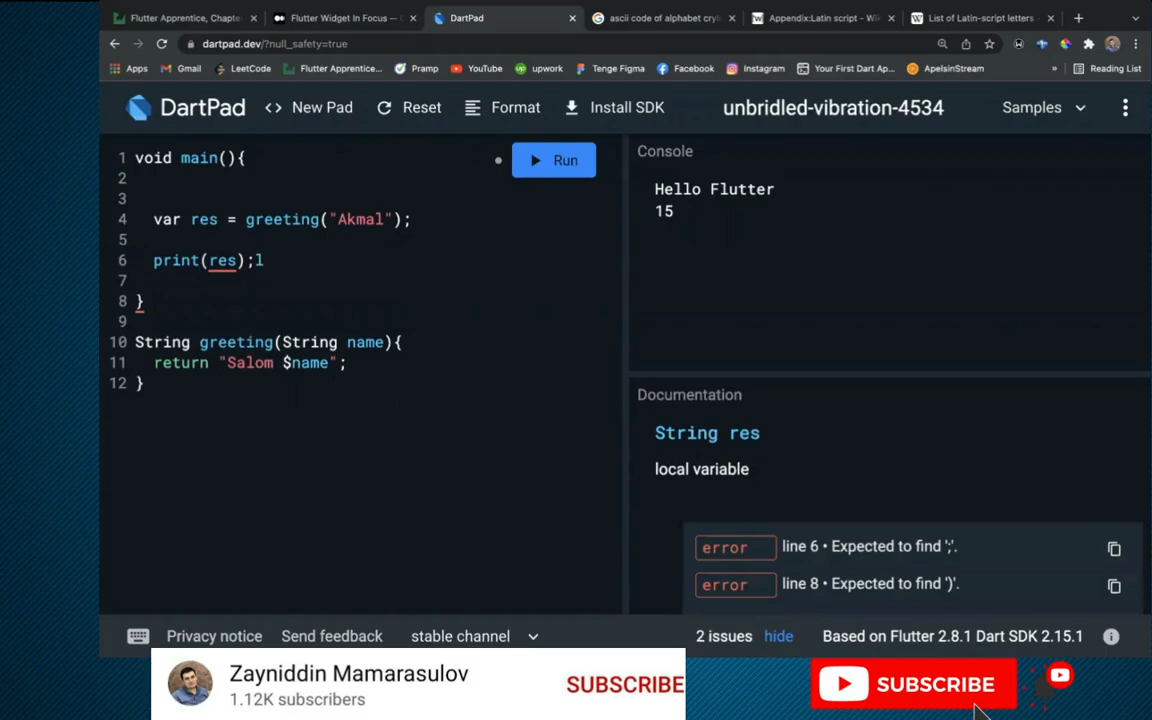 Flutter Apprentice, Chapte
Flutter Widget In Focus —
DartPad
ascii code of alphabet cryil
Appendix:Latin script - Wi
List of Latin-script letters
dartpad.dev/?null_safety=true
Apps
Gmail
LeetCode
Flutter Apprentice...
Pramp
YouTube
upwork
Tenge Figma
Facebook
Instagram
Your First Dart Ap...
ApelsinStream
»
Reading List
DartPad
<> New Pad
Reset
Format
Install SDK
unbridled-vibration-4534
Samples
Run
1 void main(){
2
3
4 var res = greeting("Akmal");
5
6 print(res);l
7
8 }
9
10 String greeting(String name){
11 return "Salom $name";
12 }
Console
Hello Flutter
15
Documentation
String res
local variable
error line 6 • Expected to find ';'.
error line 8 • Expected to find ')'.
Privacy notice
Send feedback
stable channel
2 issues hide
Based on Flutter 2.8.1 Dart SDK 2.15.1
Zayniddin Mamarasulov
1.12K subscribers
SUBSCRIBE
SUBSCRIBE